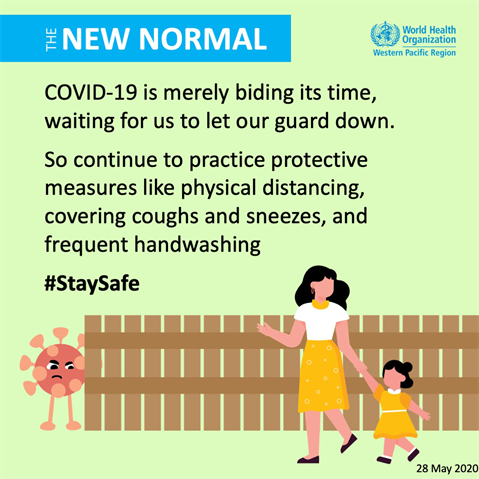 THE NEW NORMAL
World Health
Organization
Western Pacific Region
COVID-19 is merely biding its time,
waiting for us to let our guard down.
So continue to practice protective
measures like physical distancing,
covering coughs and sneezes, and
frequent handwashing
#StaySafe
28 May 2020